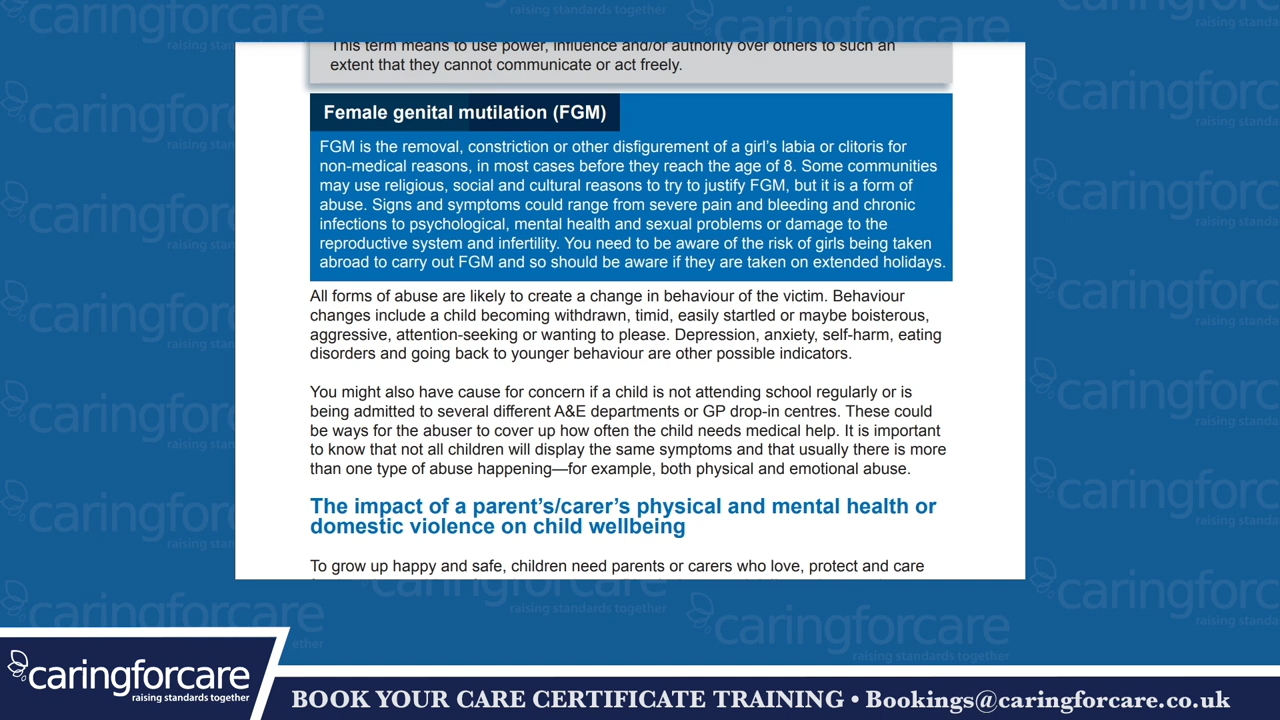 This term means to use power, influence and/or authority over others to such an
extent that they cannot communicate or act freely.
Female genital mutilation (FGM)
FGM is the removal, constriction or other disfigurement of a girl's labia or clitoris for
non-medical reasons, in most cases before they reach the age of 8. Some communities
may use religious, social and cultural reasons to try to justify FGM, but it is a form of
abuse. Signs and symptoms could range from severe pain and bleeding and chronic
infections to psychological, mental health and sexual problems or damage to the
reproductive system and infertility. You need to be aware of the risk of girls being taken
abroad to carry out FGM and so should be aware if they are taken on extended holidays.
All forms of abuse are likely to create a change in behaviour of the victim. Behaviour
changes include a child becoming withdrawn, timid, easily startled or maybe boisterous,
aggressive, attention-seeking or wanting to please. Depression, anxiety, self-harm, eating
disorders and going back to younger behaviour are other possible indicators.
You might also have cause for concern if a child is not attending school regularly or is
being admitted to several different A&E departments or GP drop-in centres. These could
be ways for the abuser to cover up how often the child needs medical help. It is important
to know that not all children will display the same symptoms and that usually there is more
than one type of abuse happening—for example, both physical and emotional abuse.
The impact of a parent's/carer's physical and mental health or
domestic violence on child wellbeing
To grow up happy and safe, children need parents or carers who love, protect and care
caringforcare
raising standards together
BOOK YOUR CARE CERTIFICATE TRAINING • Bookings@caringforcare.co.uk